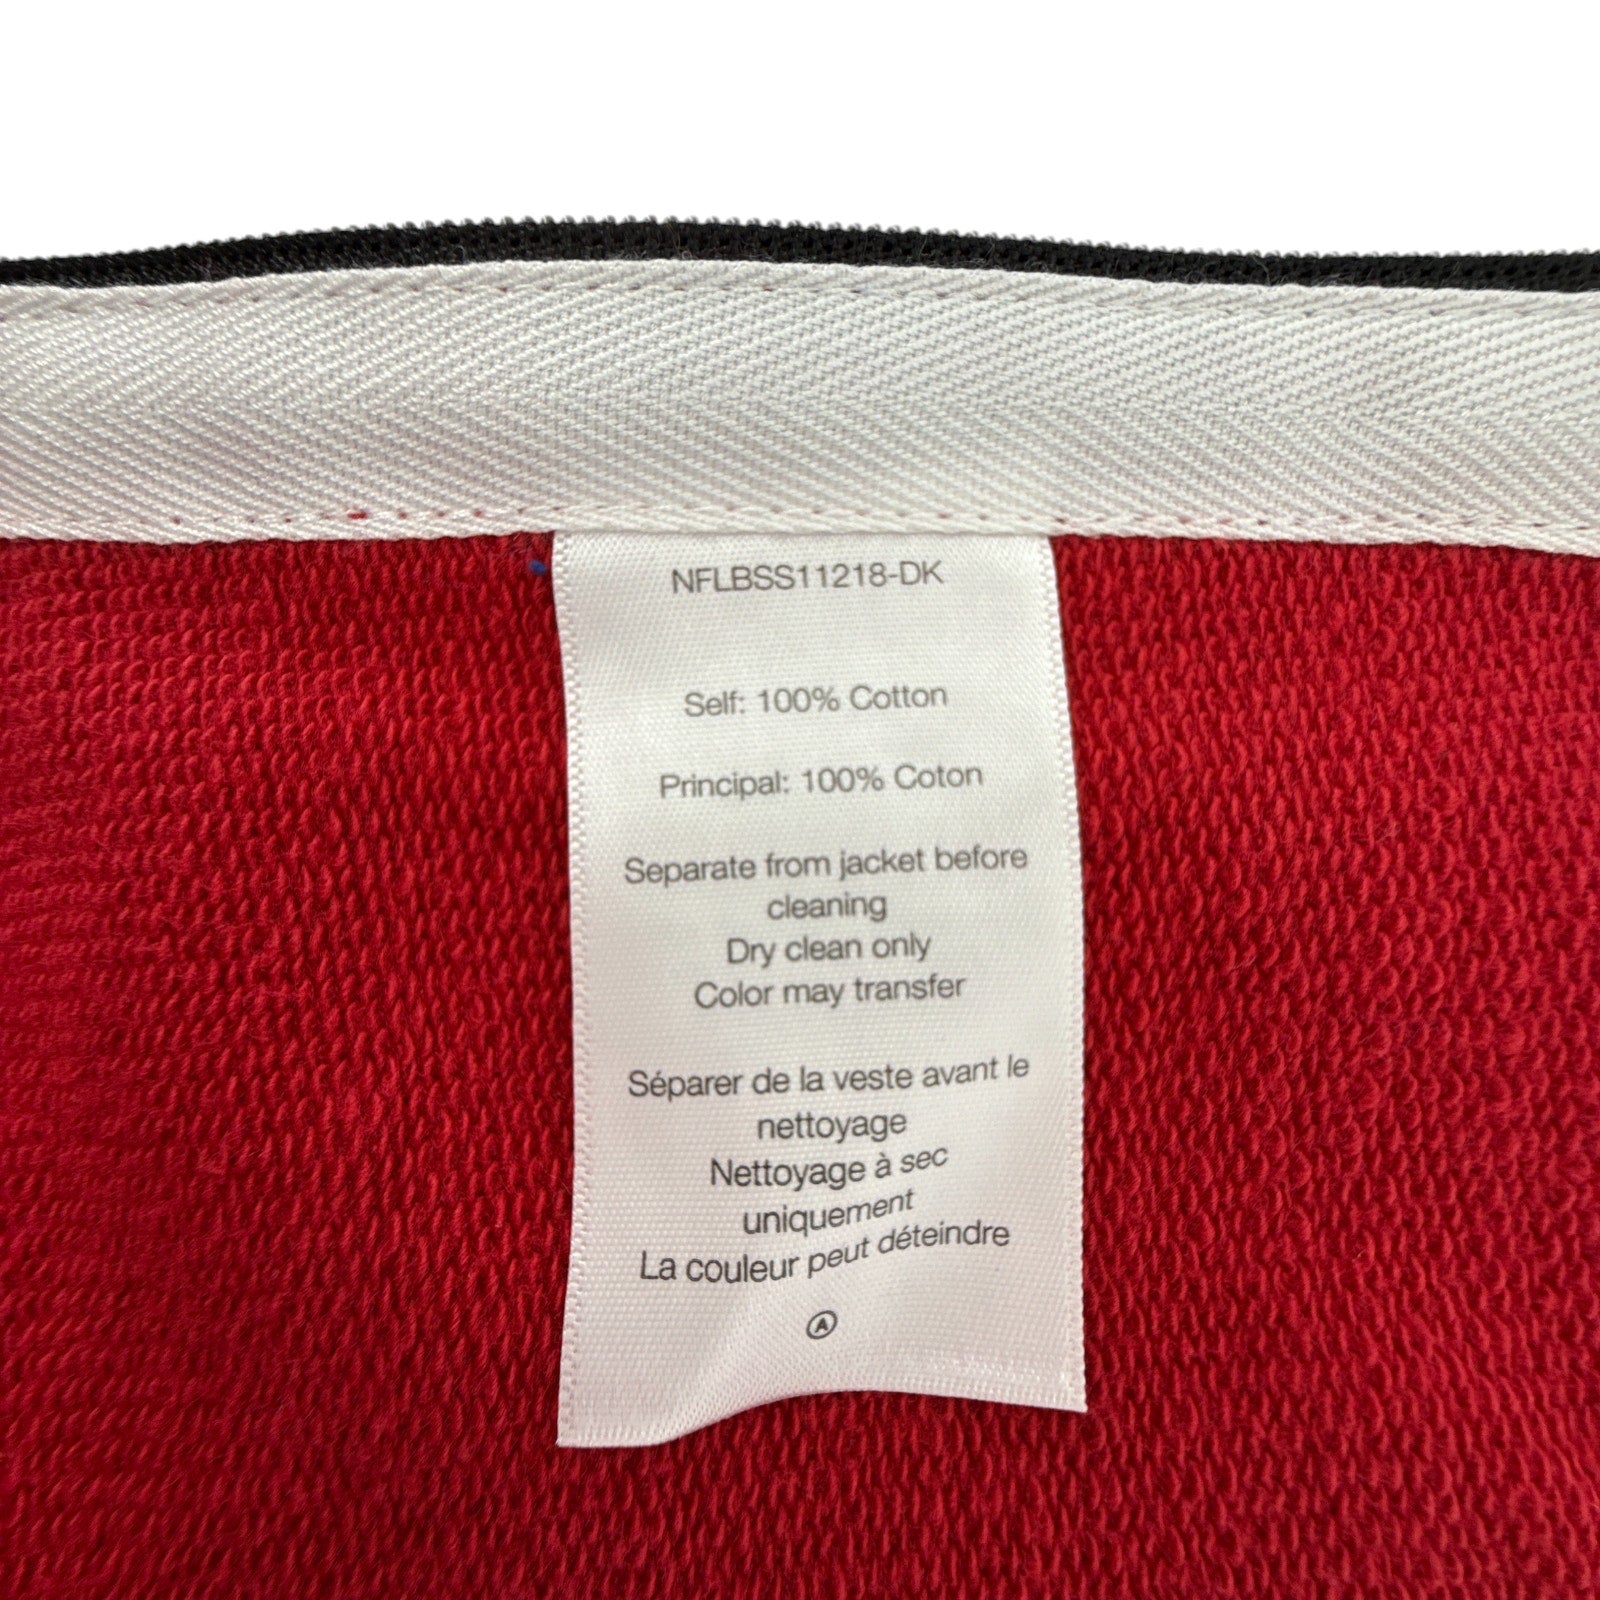 NFLBSS11218-DK
Self: 100% Cotton
Principal: 100% Coton
Separate from jacket before
cleaning
Dry clean only
Color may transfer
Séparer de la veste avant le
nettoyage
Nettoyage à sec
uniquement
La couleur peut déteindre
A